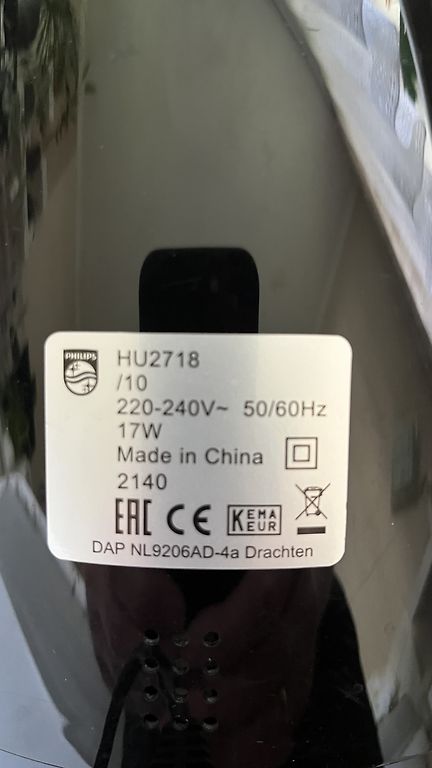 PHILIPS
HU2718
/10
220-240V~ 50/60Hz
17W
Made in China
2140
EAC CE KEMA
KEUR
DAP NL9206AD-4a Drachten